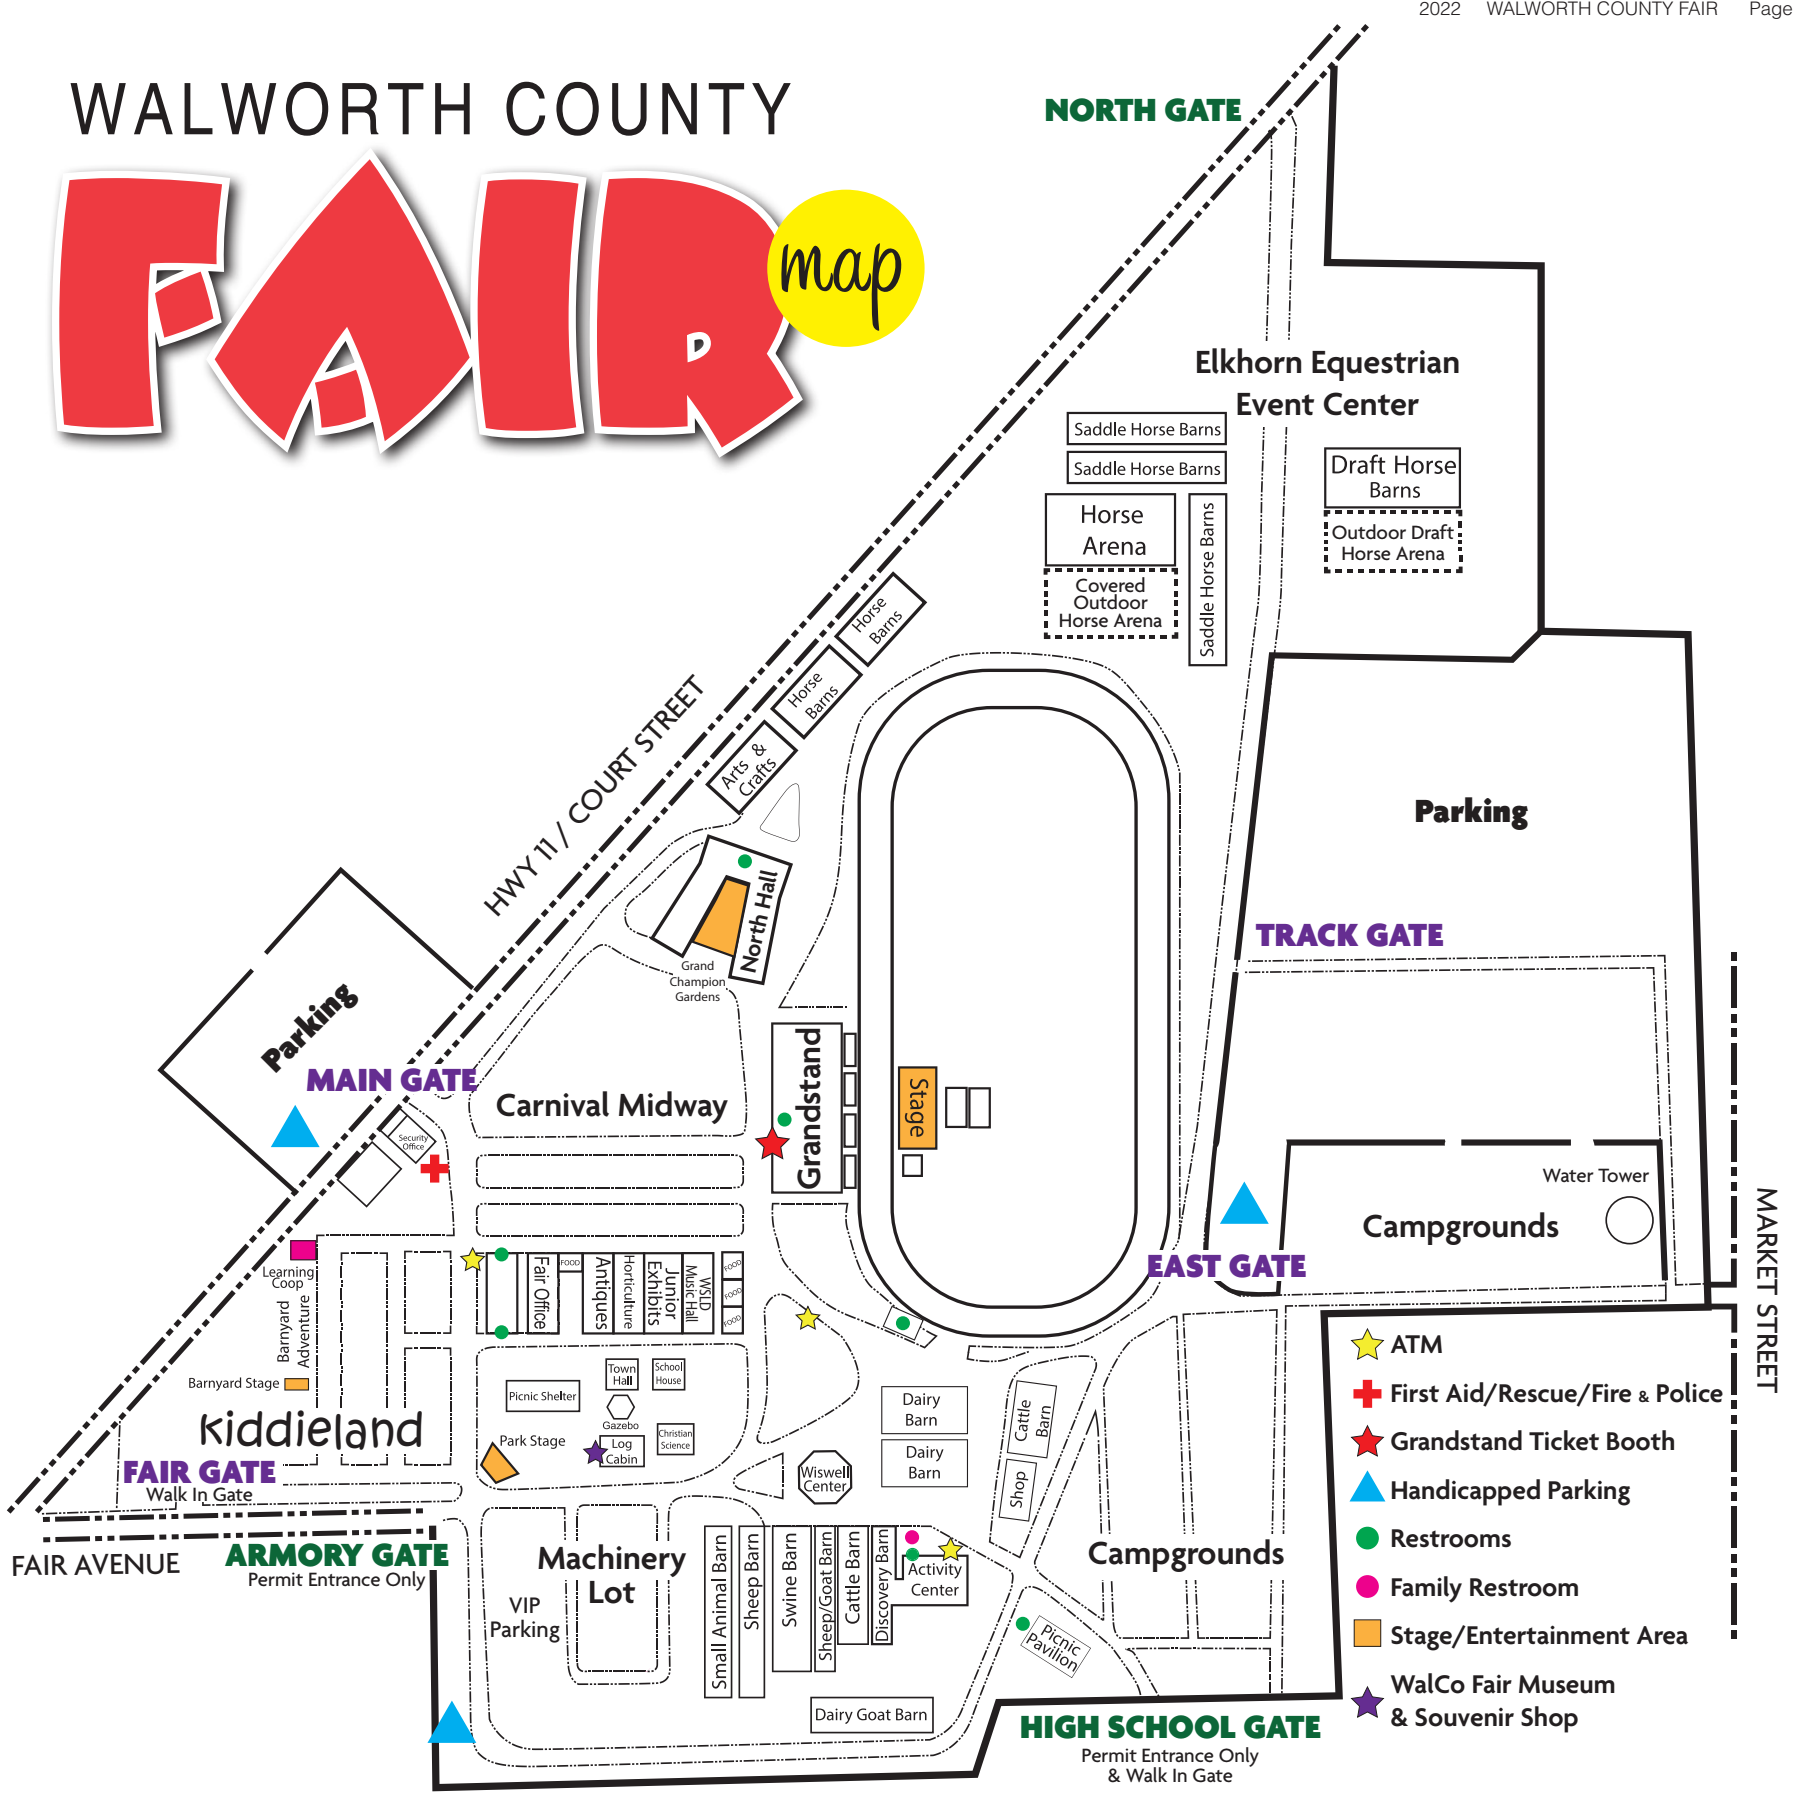 2022 WALWORTH COUNTY FAIR Page
WALWORTH COUNTY
FAIR
map
NORTH GATE
Elkhorn Equestrian
Event Center
Saddle Horse Barns
Saddle Horse Barns
Horse
Arena
Covered
Outdoor
Horse Arena
Saddle Horse Barns
Draft Horse
Barns
Outdoor Draft
Horse Arena
Horse
Barns
Horse
Barns
Arts &
Crafts
HWY 11 / COURT STREET
Parking
North Hall
Grand
Champion
Gardens
TRACK GATE
Parking
MAIN GATE
Carnival Midway
Grandstand
Stage
Security
Office
Water Tower
Campgrounds
EAST GATE
MARKET STREET
Learning
Coop
Barnyard
Adventure
Barnyard Stage
kiddieland
FAIR GATE
Walk In Gate
Fair Office
FOOD
Antiques
Horticulture
Junior
Exhibits
WSLD
Music Hall
FOOD
FOOD
FOOD
Picnic Shelter
Town
Hall
School
House
Gazebo
Park Stage
Log
Cabin
Christian
Science
Dairy
Barn
Dairy
Barn
Cattle
Barn
Shop
Wiswell
Center
FAIR AVENUE
ARMORY GATE
Permit Entrance Only
Machinery
Lot
VIP
Parking
Small Animal Barn
Sheep Barn
Swine Barn
Sheep/Goat Barn
Cattle Barn
Discovery Barn
Activity
Center
Campgrounds
Picnic
Pavilion
Dairy Goat Barn
HIGH SCHOOL GATE
Permit Entrance Only
& Walk In Gate
ATM
First Aid/Rescue/Fire & Police
Grandstand Ticket Booth
Handicapped Parking
Restrooms
Family Restroom
Stage/Entertainment Area
WalCo Fair Museum
& Souvenir Shop